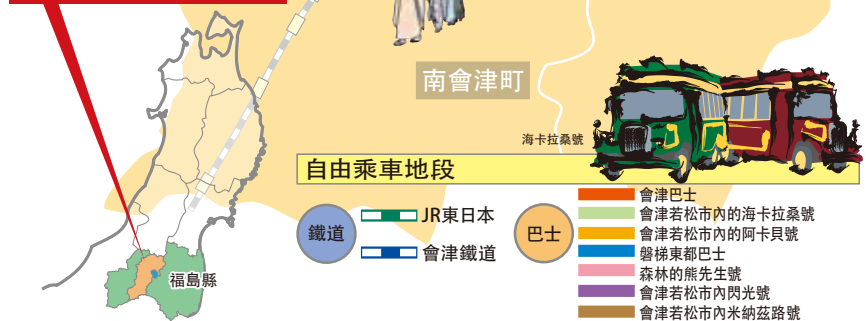 南會津町
海卡拉桑號
自由乘車地段
鐵道
JR東日本
會津鐵道
巴士
會津巴士
會津若松市內的海卡拉桑號
會津若松市內的阿卡貝號
磐梯東都巴士
森林的熊先生號
會津若松市內閃光號
會津若松市內米納茲路號
福島縣